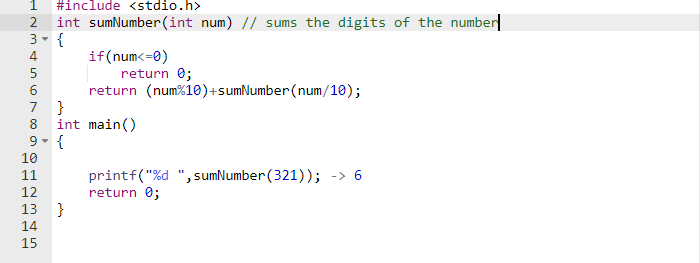 1 #include <stdio.h>
2 int sumNumber(int num) // sums the digits of the number
3 {
4     if(num<=0)
5         return 0;
6     return (num%10)+sumNumber(num/10);
7 }
8 int main()
9 {
10
11     printf("%d ",sumNumber(321)); -> 6
12     return 0;
13 }
14
15